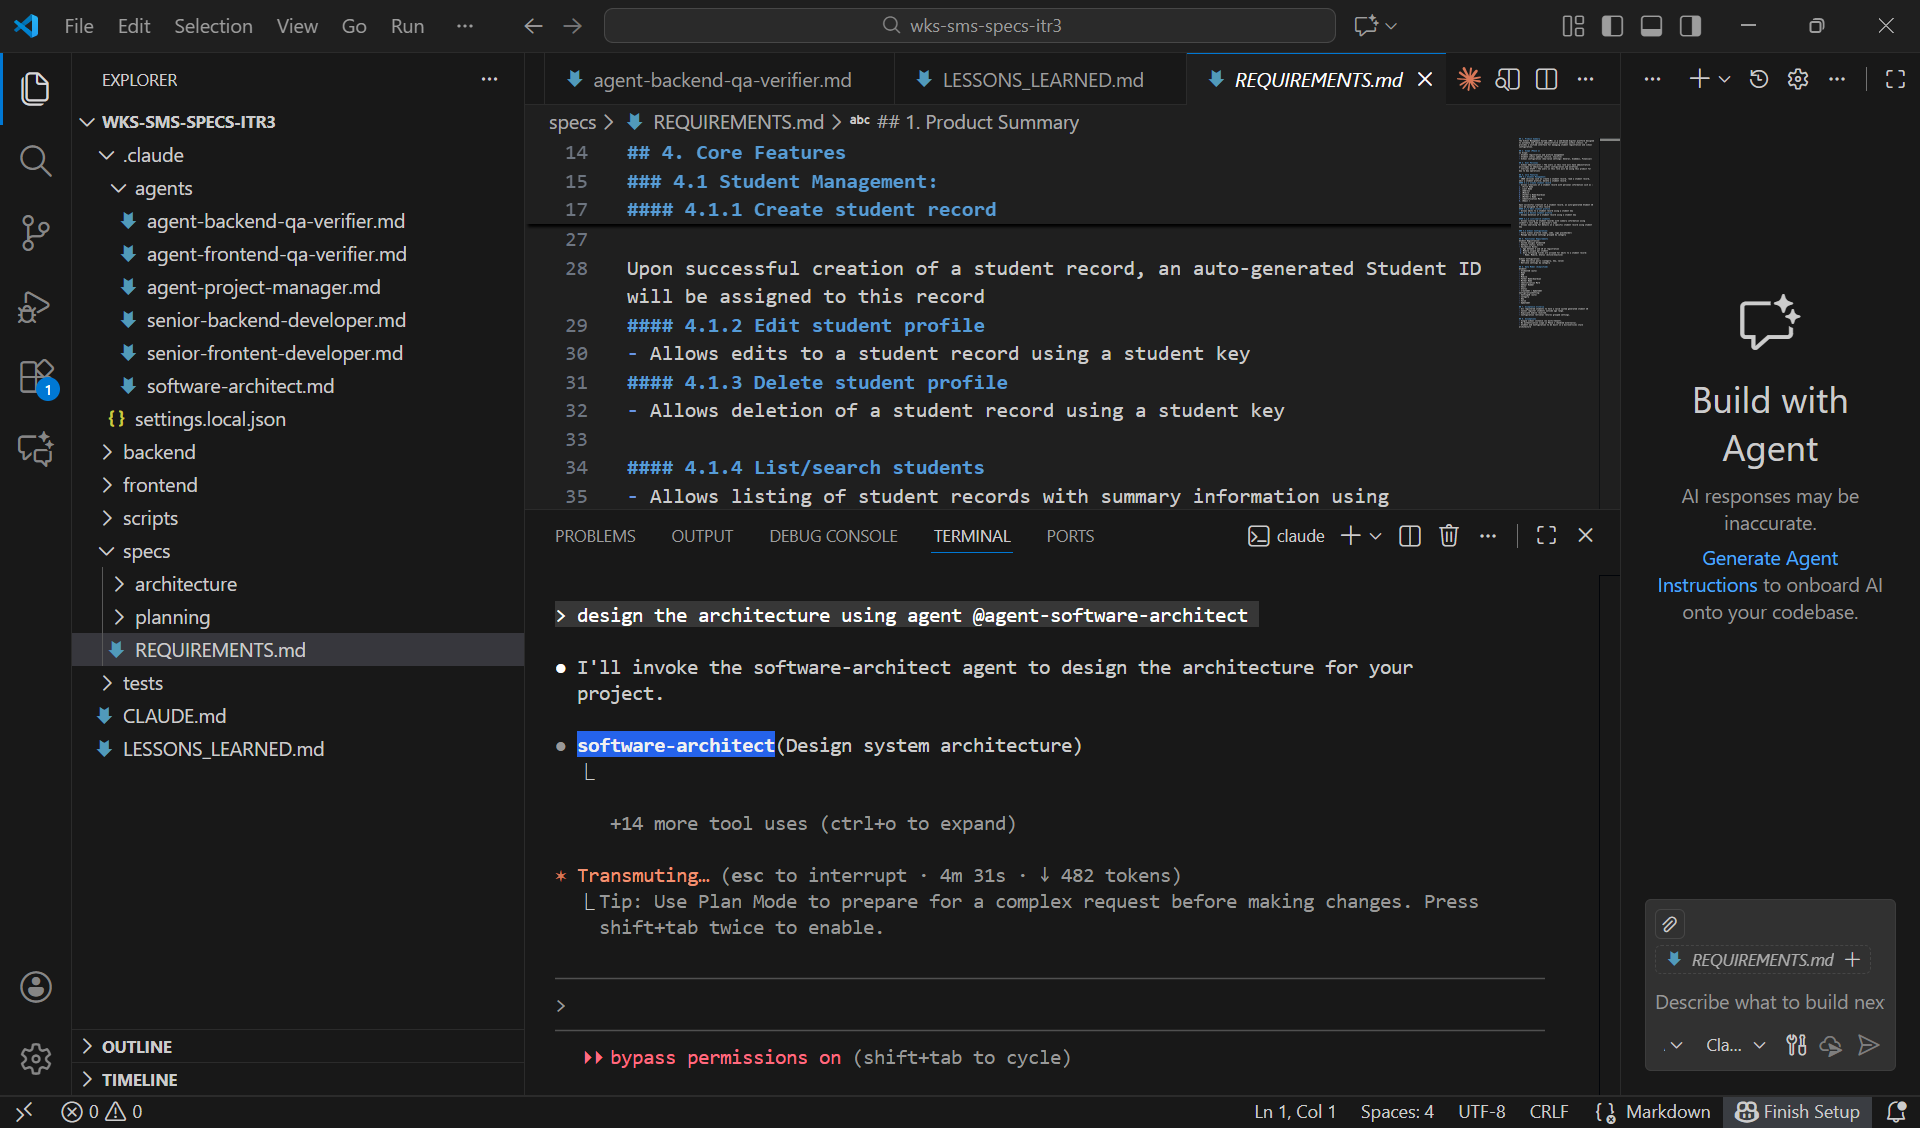 File Edit Selection View Go Run ···
wks-sms-specs-itr3
EXPLORER
WKS-SMS-SPECS-ITR3
.claude
agents
agent-backend-qa-verifier.md
agent-frontend-qa-verifier.md
agent-project-manager.md
senior-backend-developer.md
senior-frontent-developer.md
software-architect.md
{} settings.local.json
backend
frontend
scripts
specs
architecture
planning
REQUIREMENTS.md
tests
CLAUDE.md
LESSONS_LEARNED.md
OUTLINE
TIMELINE
1
agent-backend-qa-verifier.md LESSONS_LEARNED.md REQUIREMENTS.md
specs > REQUIREMENTS.md > abc ## 1. Product Summary
14 ## 4. Core Features
15 ### 4.1 Student Management:
17 #### 4.1.1 Create student record
27
28 Upon successful creation of a student record, an auto-generated Student ID
will be assigned to this record
29 #### 4.1.2 Edit student profile
30 - Allows edits to a student record using a student key
31 #### 4.1.3 Delete student profile
32 - Allows deletion of a student record using a student key
33
34 #### 4.1.4 List/search students
35 - Allows listing of student records with summary information using
PROBLEMS OUTPUT DEBUG CONSOLE TERMINAL PORTS
claude
> design the architecture using agent @agent-software-architect
● I'll invoke the software-architect agent to design the architecture for your
project.
● software-architect(Design system architecture)
+14 more tool uses (ctrl+o to expand)
✶ Transmuting… (esc to interrupt · 4m 31s · ↓ 482 tokens)
Tip: Use Plan Mode to prepare for a complex request before making changes. Press
shift+tab twice to enable.
>
bypass permissions on (shift+tab to cycle)
Build with
Agent
AI responses may be
inaccurate.
Generate Agent
Instructions to onboard AI
onto your codebase.
REQUIREMENTS.md +
Describe what to build nex
Cla...
0 0
Ln 1, Col 1 Spaces: 4 UTF-8 CRLF Markdown Finish Setup